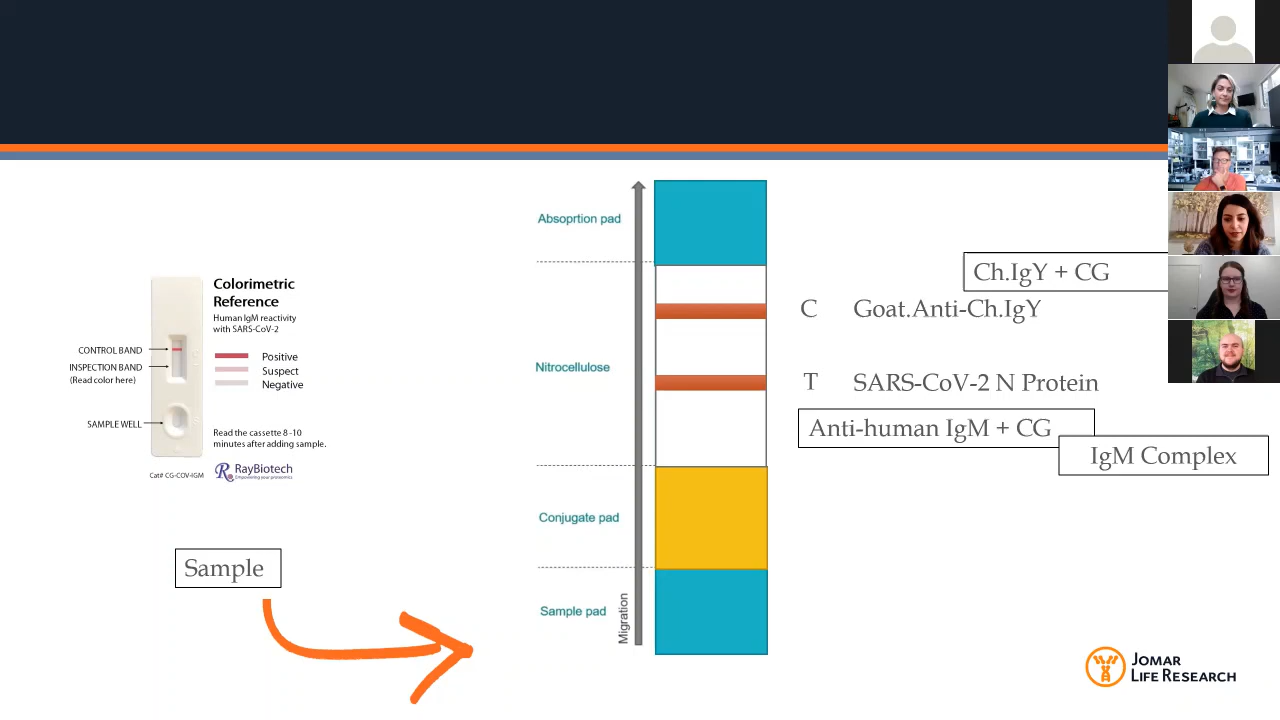 Colorimetric
Reference
Human IgM reactivity
with SARS-CoV-2
CONTROL BAND
INSPECTION BAND
(Read color here)
Positive
Suspect
Negative
SAMPLE WELL
Read the cassette 8 -10
minutes after adding sample.
Cat# CG-COV-IGM
RayBiotech
Empowering your proteomics
Sample
Absoprtion pad
Nitrocellulose
Conjugate pad
Sample pad
Migration
Ch.IgY + CG
C Goat.Anti-Ch.IgY
T SARS-CoV-2 N Protein
Anti-human IgM + CG
IgM Complex
JOMAR
LIFE RESEARCH